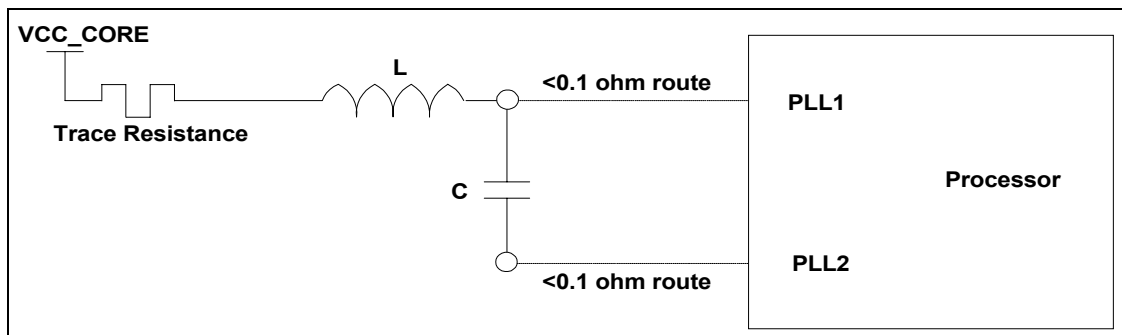 VCC_CORE
L
<0.1 ohm route
PLL1
Trace Resistance
C
Processor
PLL2
<0.1 ohm route